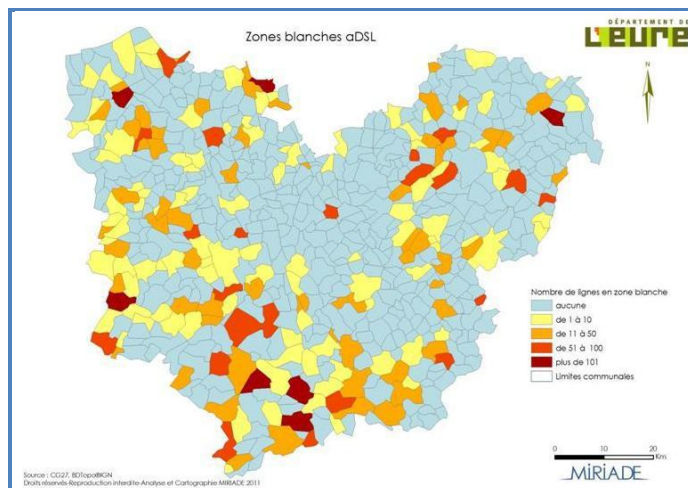 Zones blanches aDSL
DÉPARTEMENT DE
L'EURE
N
Nombre de lignes en zone blanche
aucune
de 1 à 10
de 11 à 50
de 51 à 100
plus de 101
Limites communales
0 10 20
Km
MiRiADE
Source : CG27, BDTopo®IGN
Droits réservés-Reproduction interdite-Analyse et Cartographie MIRIADE 2011